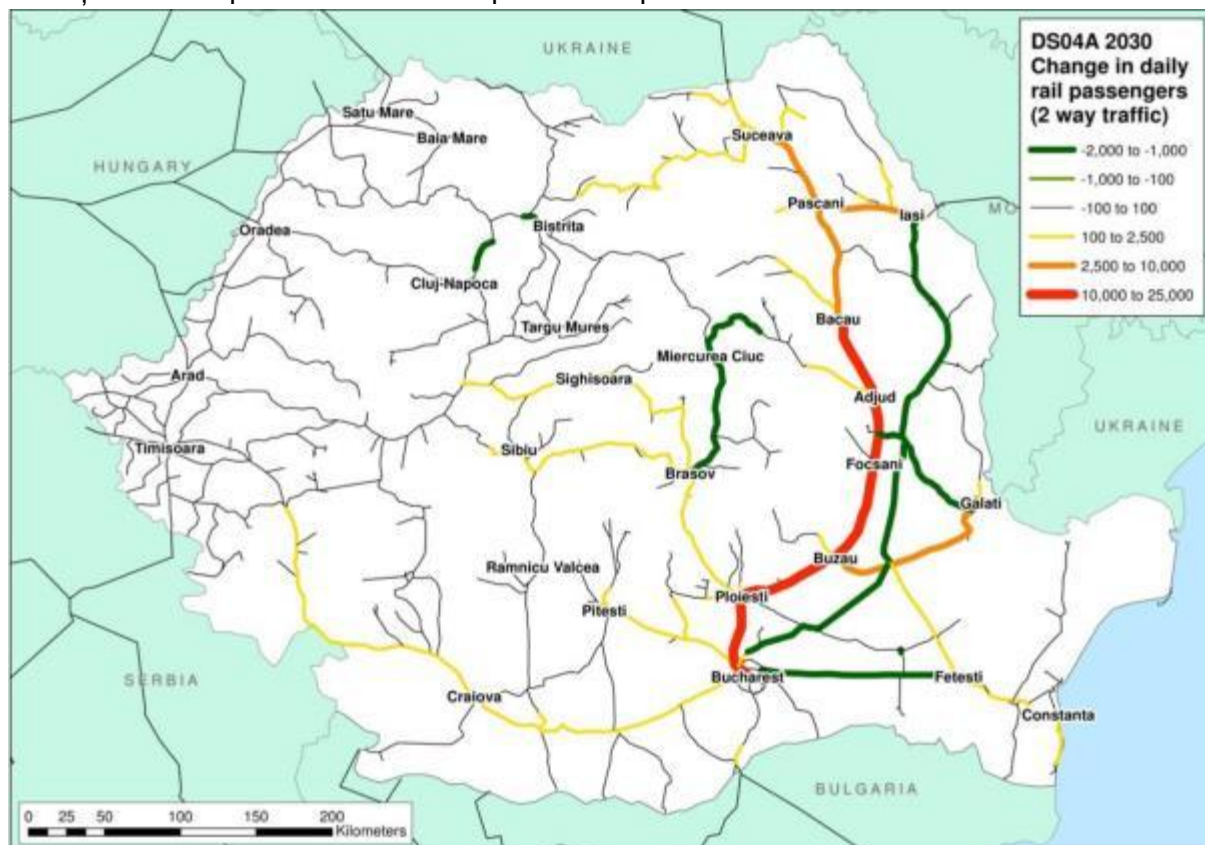 UKRAINE
DS04A 2030
Change in daily
rail passengers
(2 way traffic)
-2,000 to -1,000
-1,000 to -100
-100 to 100
100 to 2,500
2,500 to 10,000
10,000 to 25,000
Satu Mare
Baia Mare
Suceava
HUNGARY
Pascani
Iasi
MO
Oradea
Bistrita
Cluj-Napoca
Targu Mures
Bacau
Miercurea Ciuc
Arad
Sighisoara
Adjud
UKRAINE
Timisoara
Sibiu
Brasov
Focsani
Galati
Buzau
Ramnicu Valcea
Ploiesti
Pitesti
SERBIA
Bucharest
Fetesti
Craiova
Constanta
BULGARIA
0 25 50 100 150 200
Kilometers